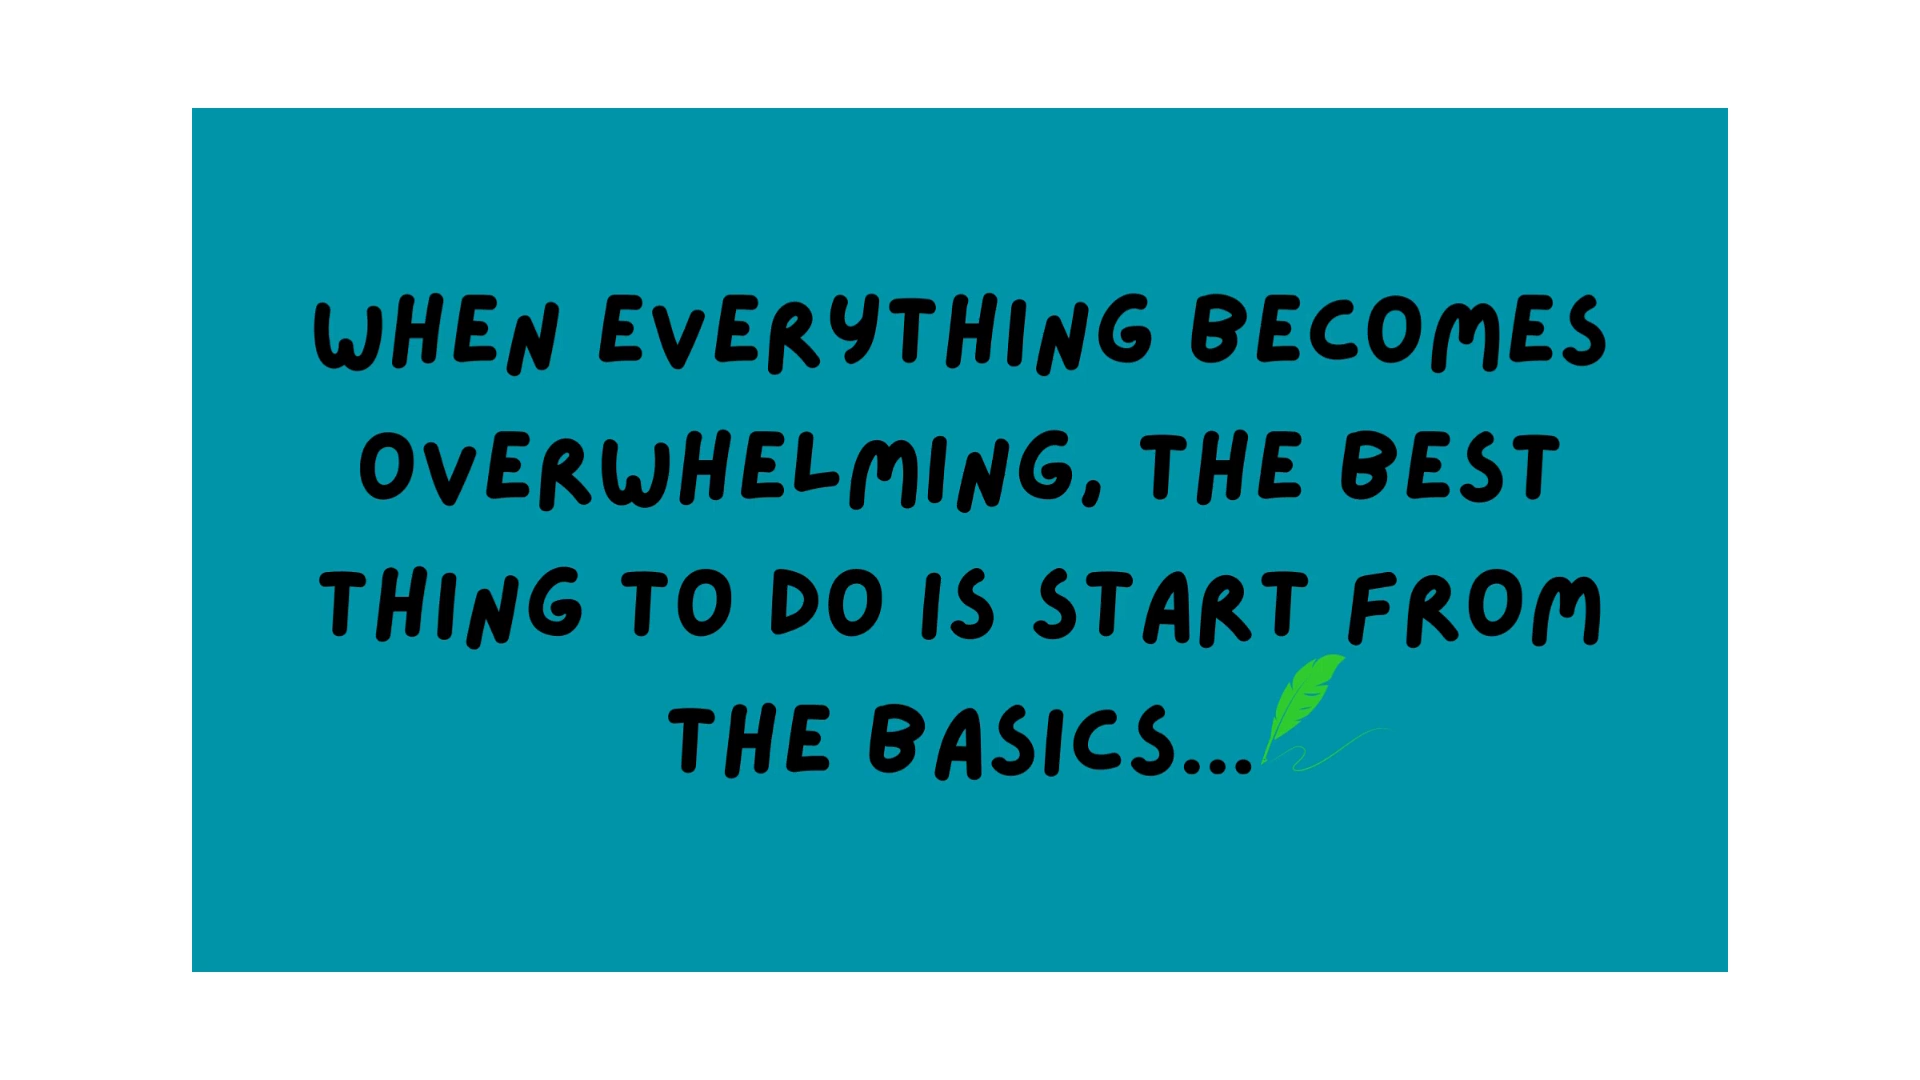 WHEN EVERYTHING BECOMES
OVERWHELMING, THE BEST
THING TO DO IS START FROM
THE BASICS...